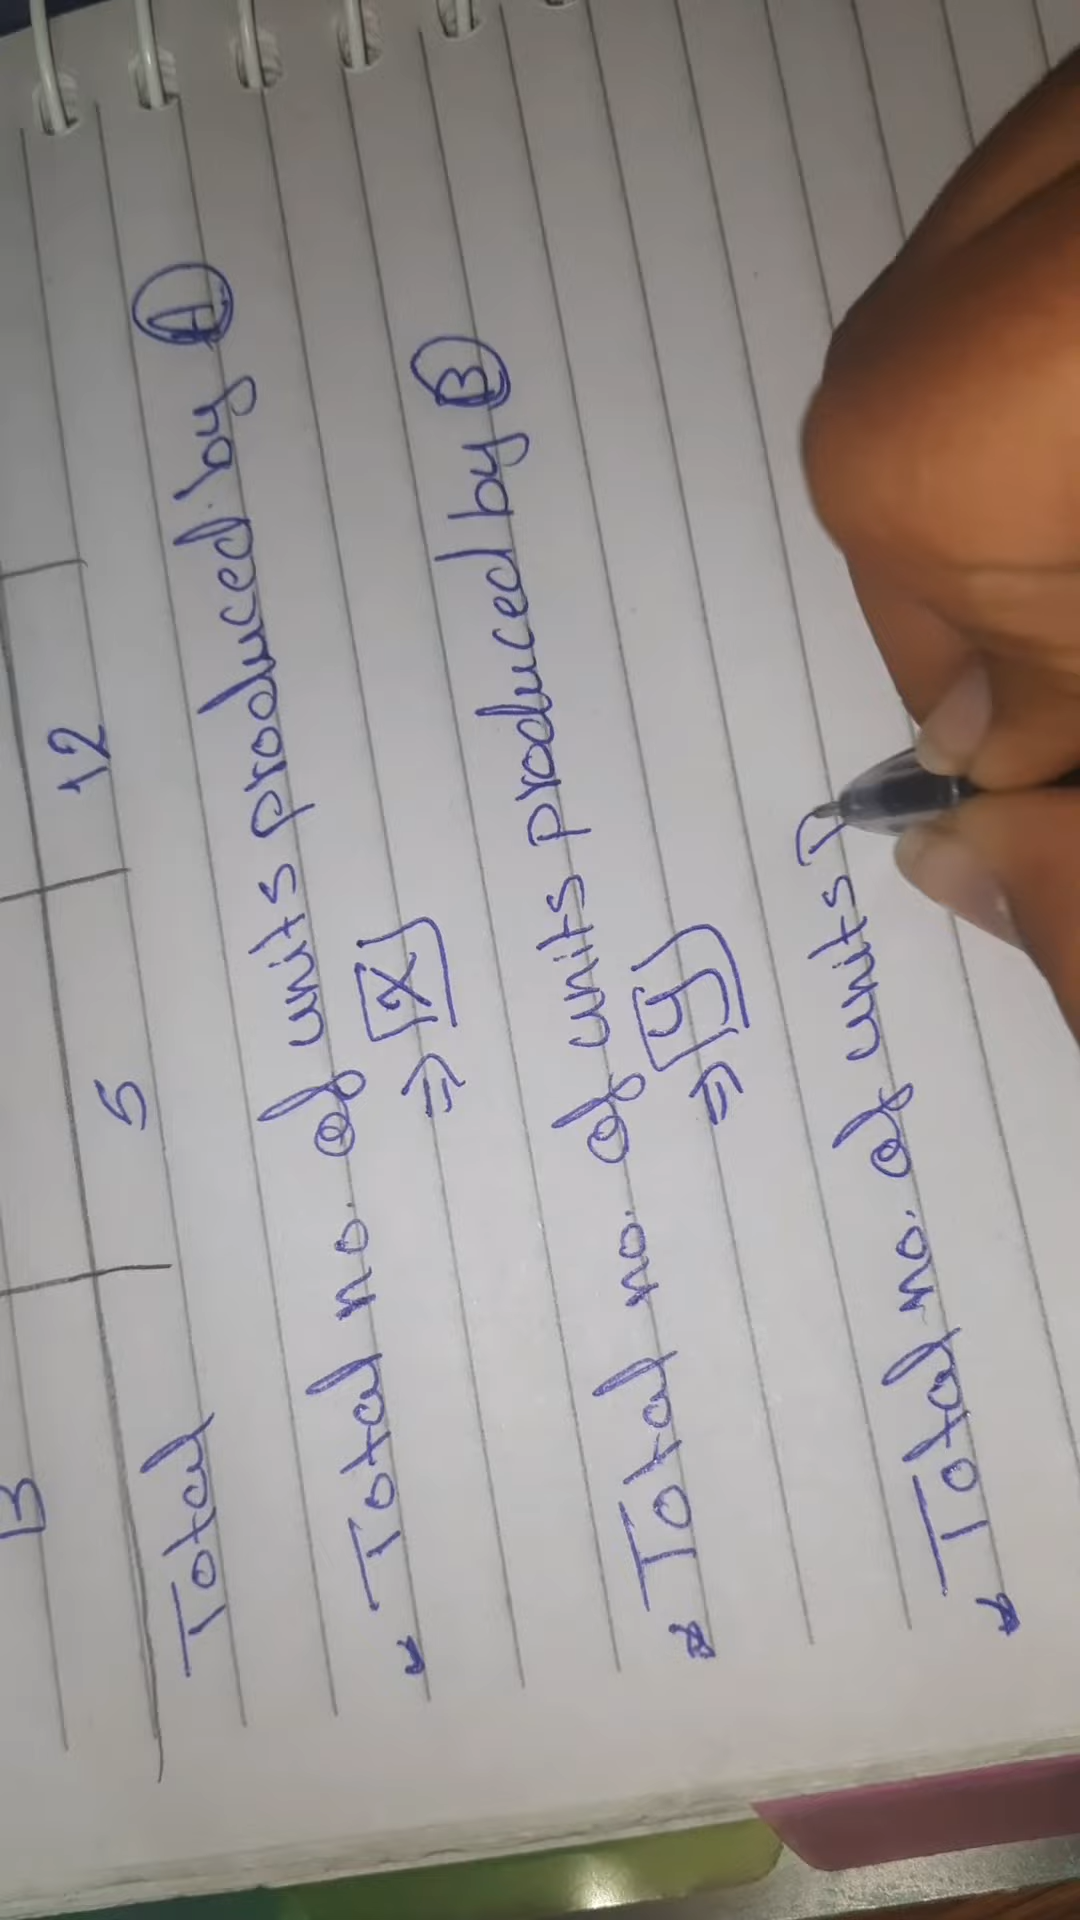 B
5 12
Total
Total no. of units produced by A
⇒ x
Total no. of units produced by B
⇒ y
Total no. of units